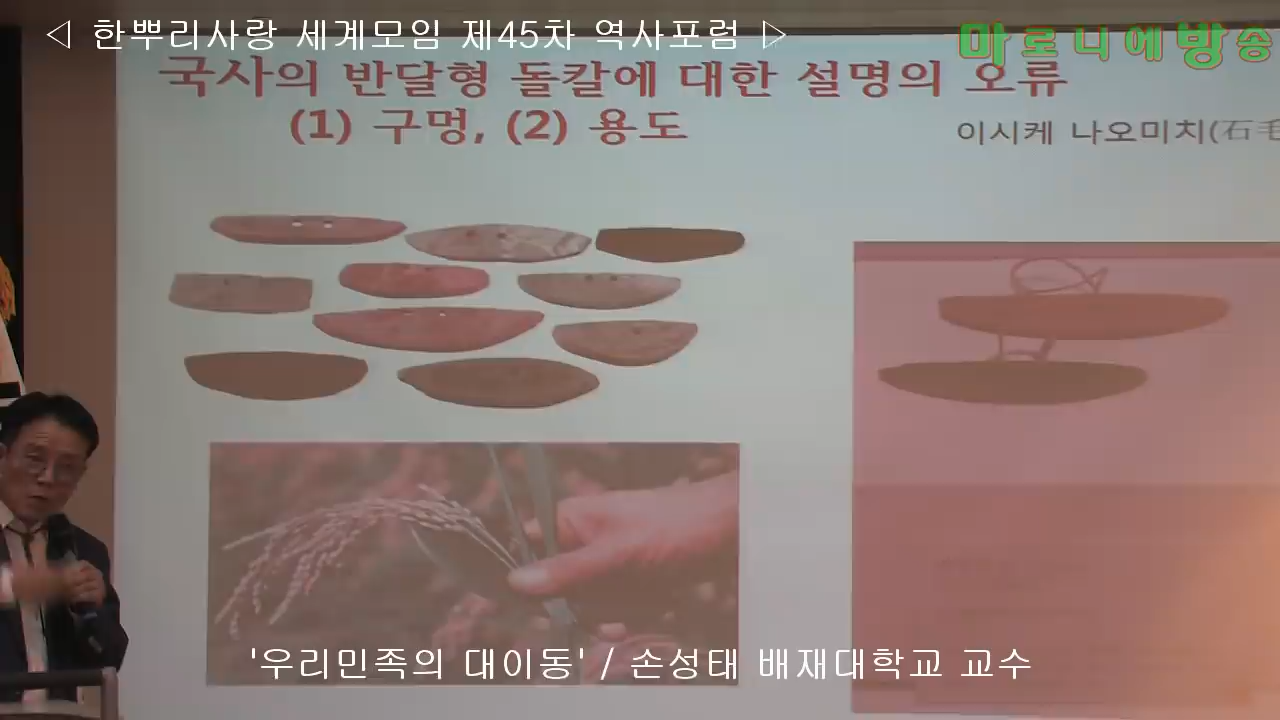 ◁ 한뿌리사랑 세계모임 제45차 역사포럼 ▷
마로니에방송
국사의 반달형 돌칼에 대한 설명의 오류
(1) 구멍, (2) 용도
이시케 나오미치(石毛
'우리민족의 대이동' / 손성태 배재대학교 교수